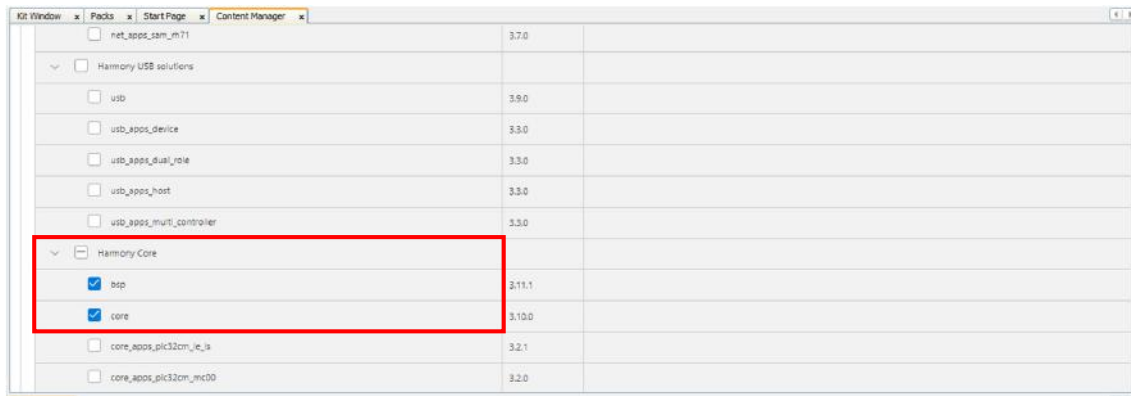 Kit Window x Packs x Start Page x Content Manager x
net_apps_sam_rh71 3.7.0
Harmony USB solutions
usb 3.9.0
usb_apps_device 3.3.0
usb_apps_dual_role 3.3.0
usb_apps_host 3.3.0
usb_apps_multi_controller 3.3.0
Harmony Core
bsp 3.11.1
core 3.10.0
core_apps_pic32cm_le_ls 3.2.1
core_apps_pic32cm_mc00 3.2.0